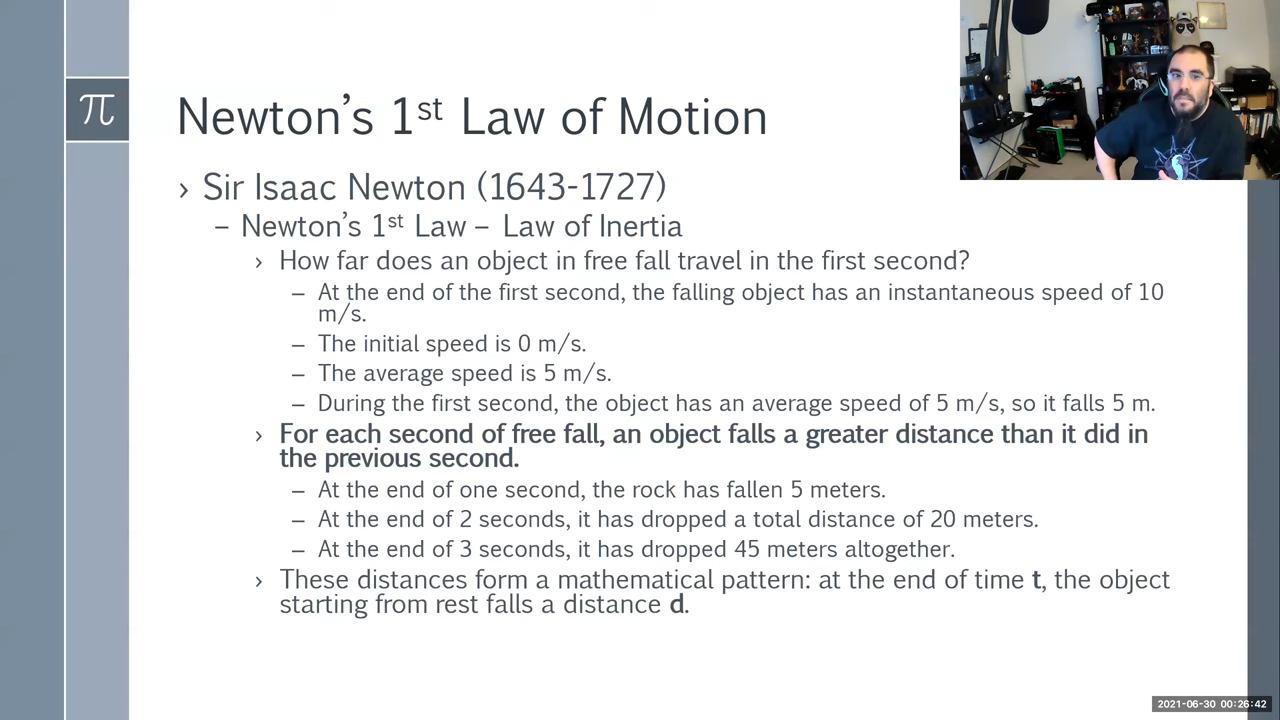 π
Newton's 1st Law of Motion
› Sir Isaac Newton (1643-1727)
– Newton's 1st Law – Law of Inertia
› How far does an object in free fall travel in the first second?
– At the end of the first second, the falling object has an instantaneous speed of 10
m/s.
– The initial speed is 0 m/s.
– The average speed is 5 m/s.
– During the first second, the object has an average speed of 5 m/s, so it falls 5 m.
› For each second of free fall, an object falls a greater distance than it did in
the previous second.
– At the end of one second, the rock has fallen 5 meters.
– At the end of 2 seconds, it has dropped a total distance of 20 meters.
– At the end of 3 seconds, it has dropped 45 meters altogether.
› These distances form a mathematical pattern: at the end of time t, the object
starting from rest falls a distance d.
2021-06-30 00:26:42